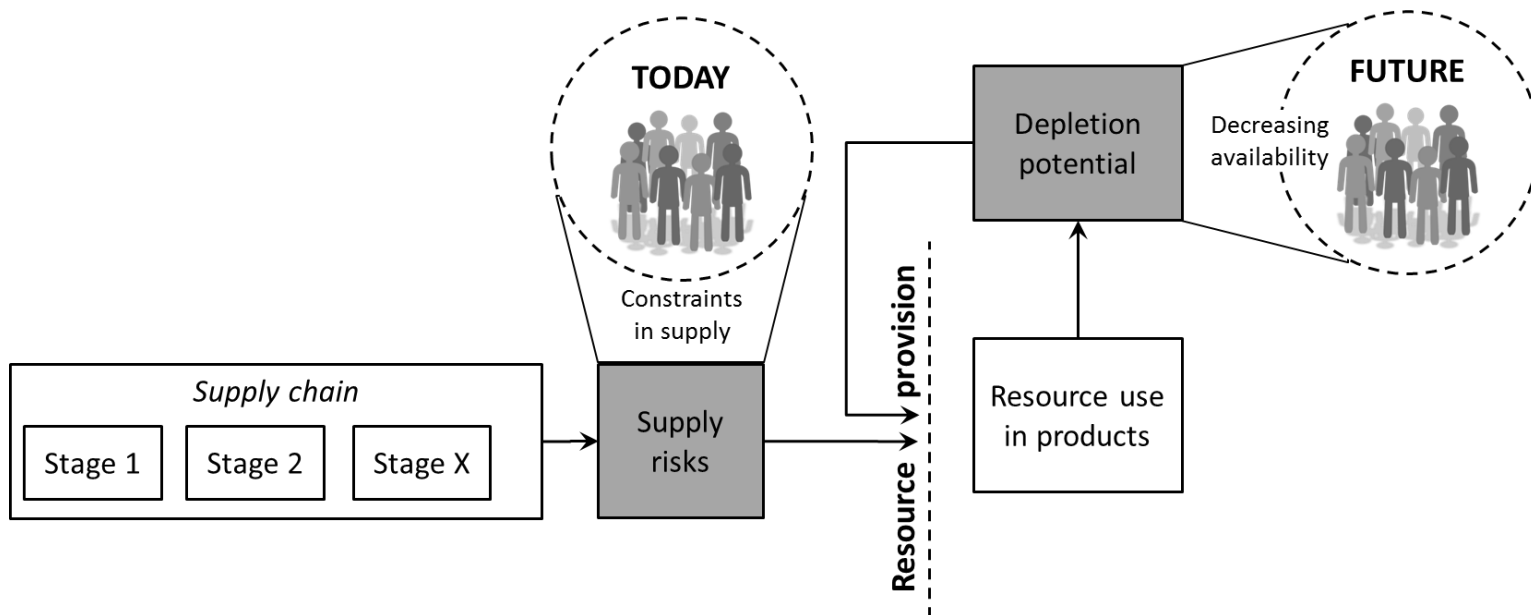 TODAY
Constraints
in supply
Supply chain
Stage 1
Stage 2
Stage X
Supply
risks
Resource provision
Depletion
potential
Resource use
in products
FUTURE
Decreasing
availability